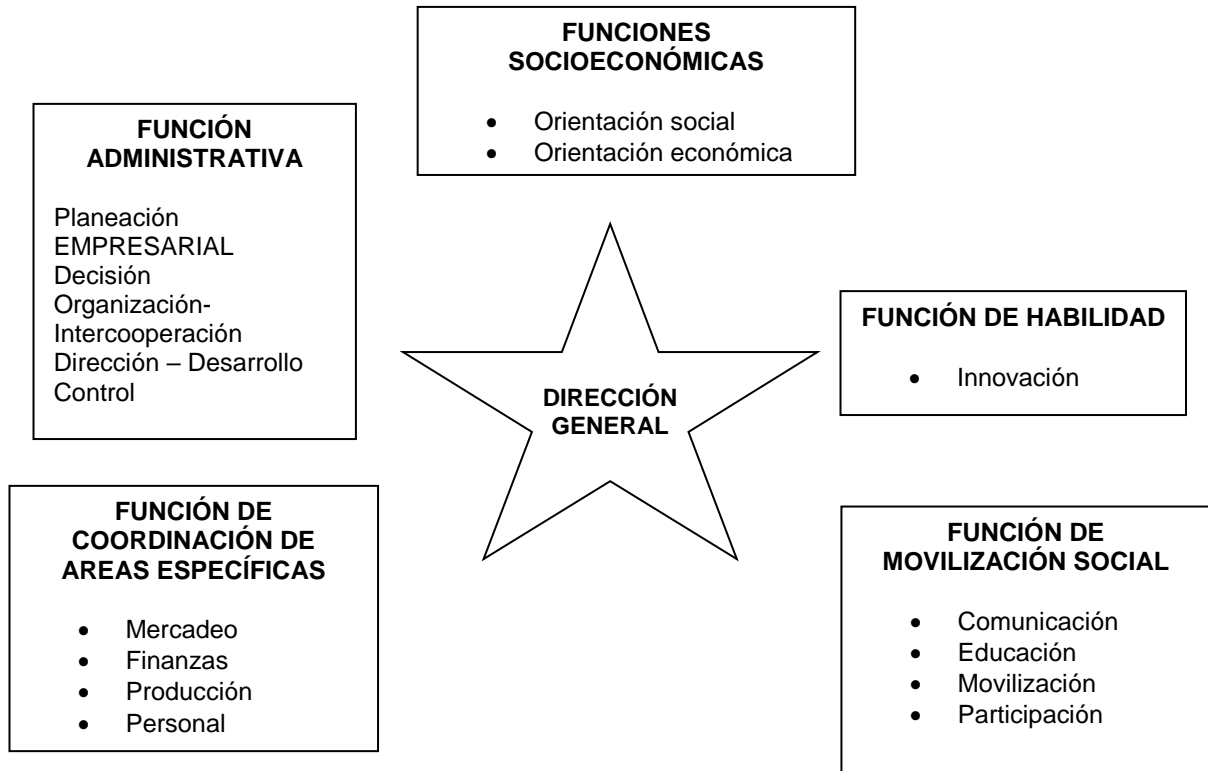 FUNCIONES
SOCIOECONÓMICAS
• Orientación social
• Orientación económica
FUNCIÓN
ADMINISTRATIVA
Planeación
EMPRESARIAL
Decisión
Organización-
Intercooperación
Dirección – Desarrollo
Control
FUNCIÓN DE HABILIDAD
• Innovación
DIRECCIÓN
GENERAL
FUNCIÓN DE
COORDINACIÓN DE
AREAS ESPECÍFICAS
• Mercadeo
• Finanzas
• Producción
• Personal
FUNCIÓN DE
MOVILIZACIÓN SOCIAL
• Comunicación
• Educación
• Movilización
• Participación